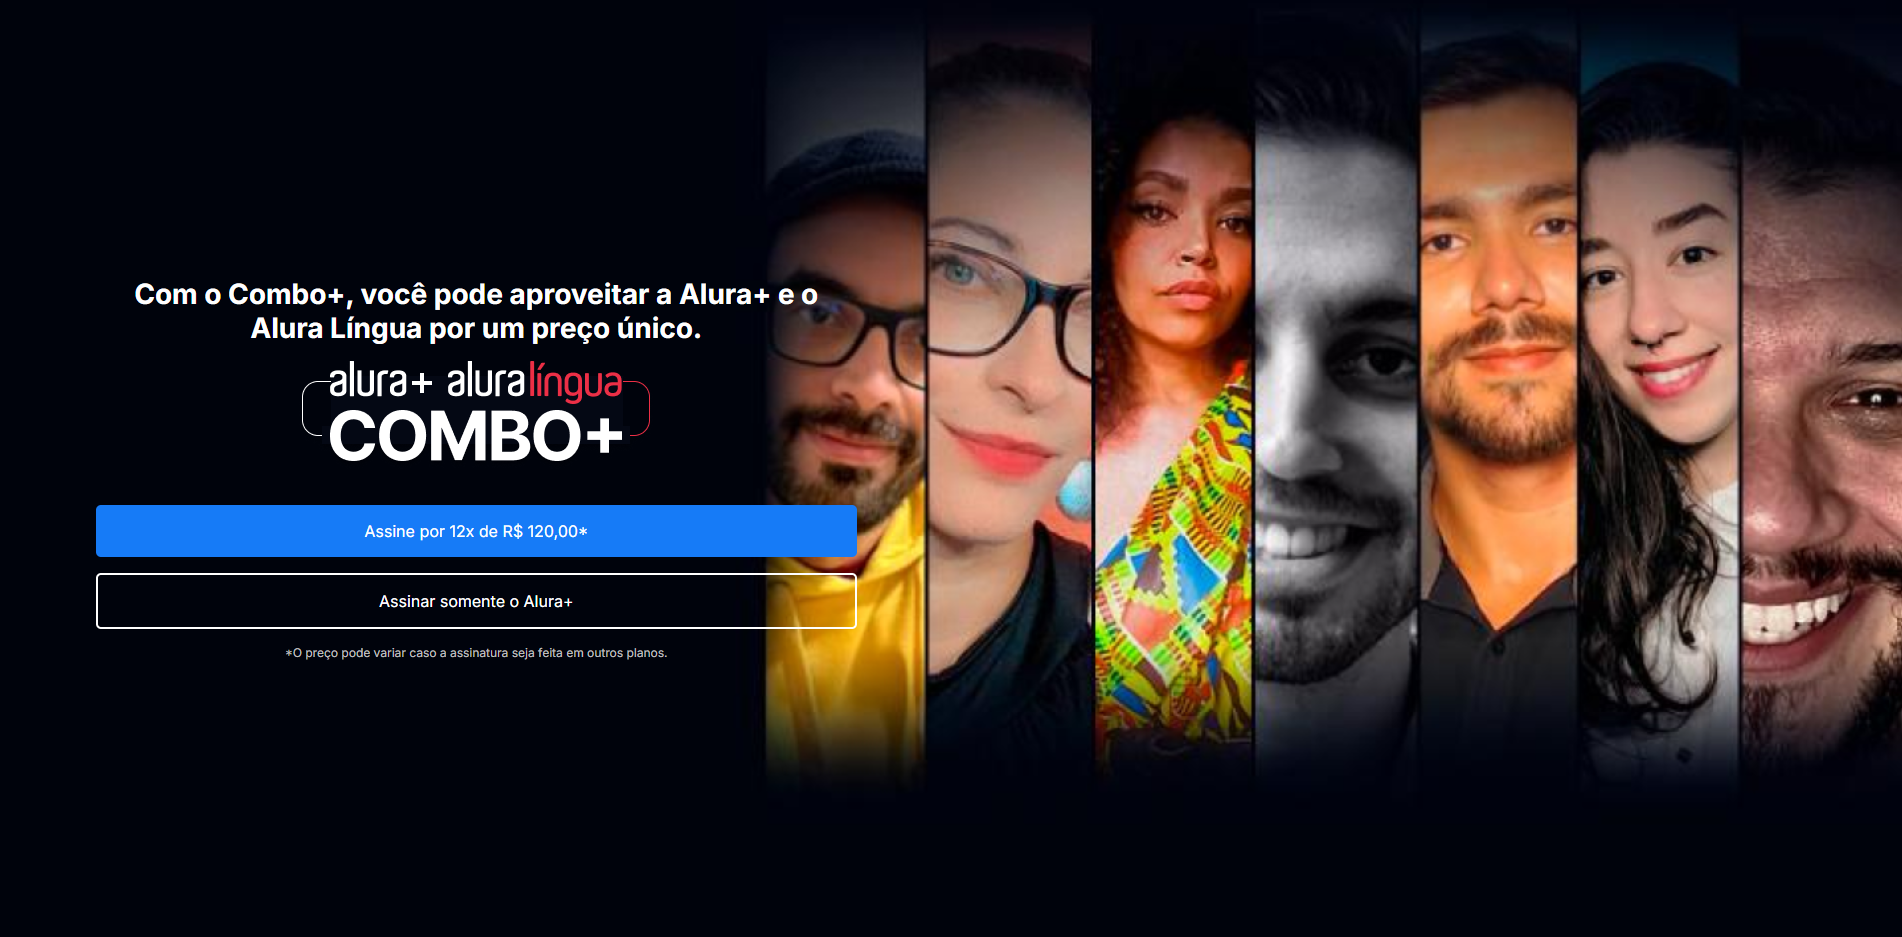 Com o Combo+, você pode aproveitar a Alura+ e o
Alura Língua por um preço único.
alura+ aluralíngua
COMBO+
Assine por 12x de R$ 120,00*
Assinar somente o Alura+
*O preço pode variar caso a assinatura seja feita em outros planos.